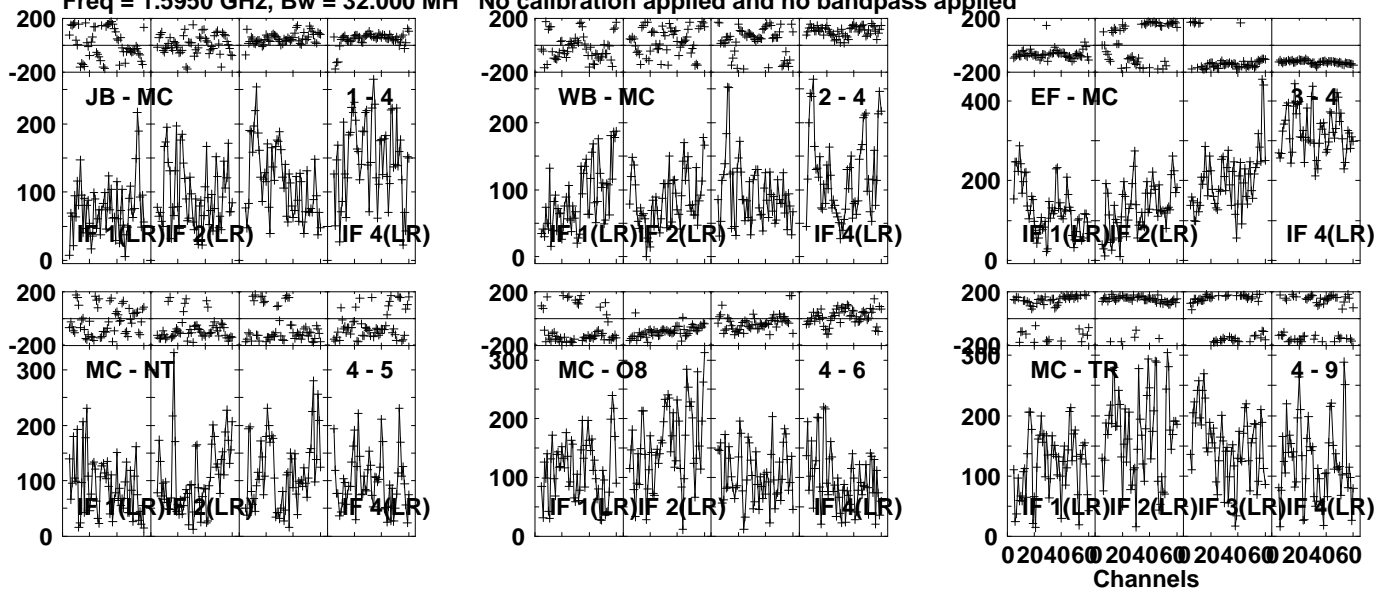 Freq = 1.5950 GHz, Bw = 32.000 MH No calibration applied and no bandpass applied
200
-200
JB - MC
1 - 4
200
100
0
IF 1(LR) IF 2(LR) IF 4(LR)
200
-200
WB - MC
2 - 4
200
100
0
IF 1(LR) IF 2(LR) IF 4(LR)
200
-200
EF - MC
3 - 4
400
200
0
IF 1(LR) IF 2(LR) IF 4(LR)
200
-200
MC - NT
4 - 5
300
200
100
0
IF 1(LR) IF 2(LR) IF 4(LR)
200
-200
MC - O8
4 - 6
300
200
100
0
IF 1(LR) IF 2(LR) IF 4(LR)
200
-200
MC - TR
4 - 9
300
200
100
0
IF 1(LR) IF 2(LR) IF 3(LR) IF 4(LR)
0 20 40 60 0 20 40 60 0 20 40 60 0 20 40 60
Channels